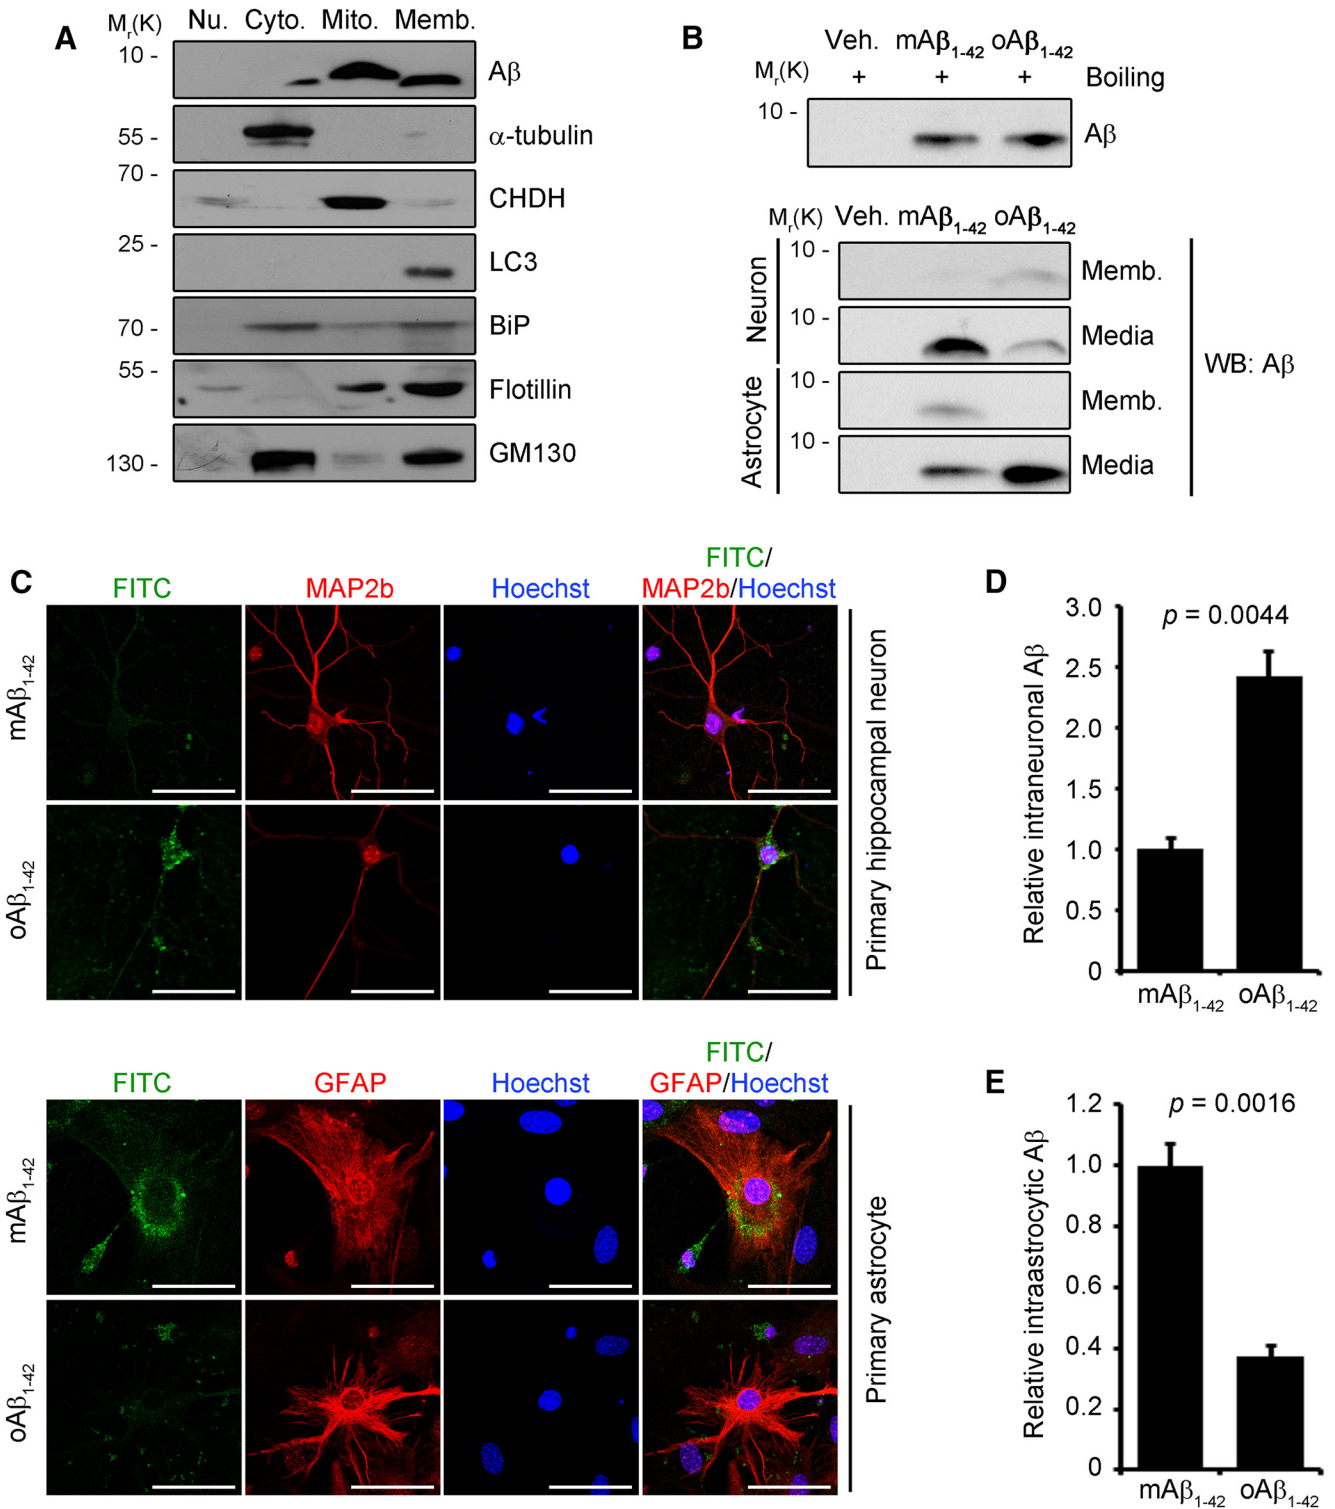 A
Mr(K) Nu. Cyto. Mito. Memb.
10 - Aβ
55 - α-tubulin
70 - CHDH
25 - LC3
70 - BiP
55 - Flotillin
130 - GM130
B
Veh. mAβ1-42 oAβ1-42
Mr(K) + + + Boiling
10 - Aβ
Mr(K) Veh. mAβ1-42 oAβ1-42
Neuron
10 - Memb.
10 - Media
Astrocyte
10 - Memb.
10 - Media
WB: Aβ
C
FITC MAP2b Hoechst FITC/
MAP2b/Hoechst
mAβ1-42
oAβ1-42
Primary hippocampal neuron
FITC GFAP Hoechst FITC/
GFAP/Hoechst
mAβ1-42
oAβ1-42
Primary astrocyte
D
p = 0.0044
Relative intraneuronal Aβ
3.0
2.5
2.0
1.5
1.0
0.5
0
mAβ1-42 oAβ1-42
E
p = 0.0016
Relative intraastrocytic Aβ
1.2
1.0
0.8
0.6
0.4
0.2
0
mAβ1-42 oAβ1-42